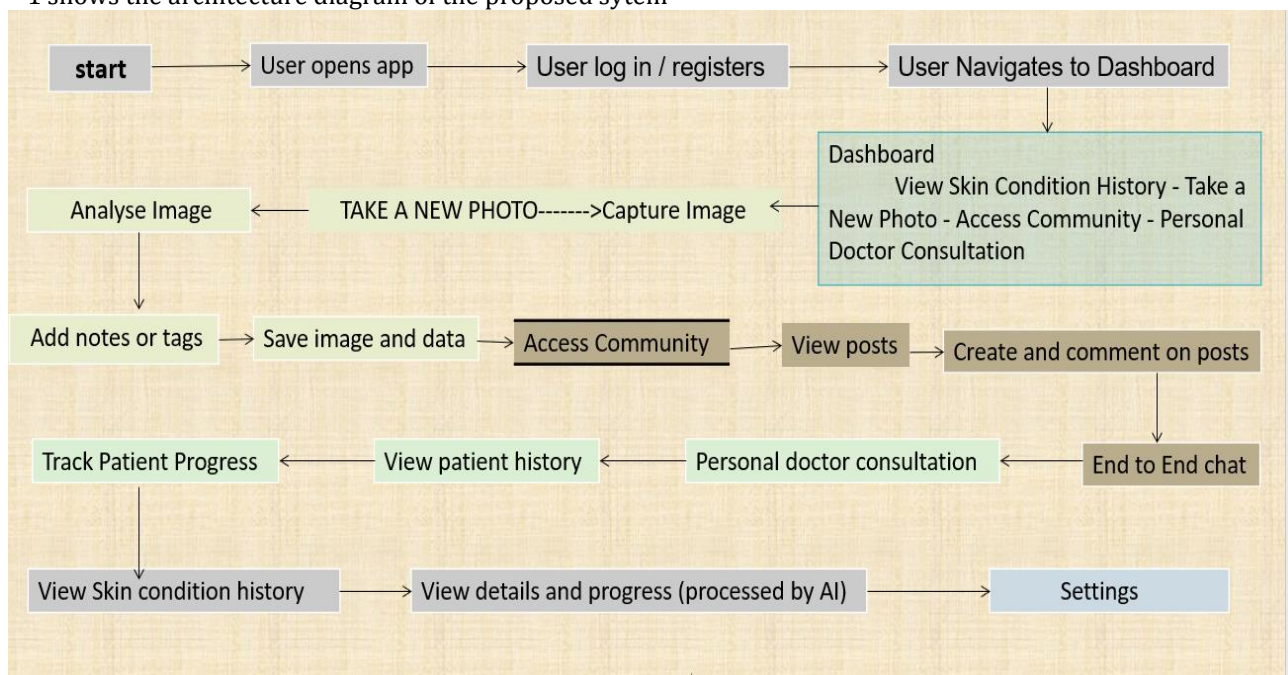 1 shows the architecture diagram of the proposed sytem
start
User opens app
User log in / registers
User Navigates to Dashboard
Dashboard
View Skin Condition History - Take a
New Photo - Access Community - Personal
Doctor Consultation
TAKE A NEW PHOTO------->Capture Image
Analyse Image
Add notes or tags
Save image and data
Access Community
View posts
Create and comment on posts
End to End chat
Personal doctor consultation
View patient history
Track Patient Progress
View Skin condition history
View details and progress (processed by AI)
Settings